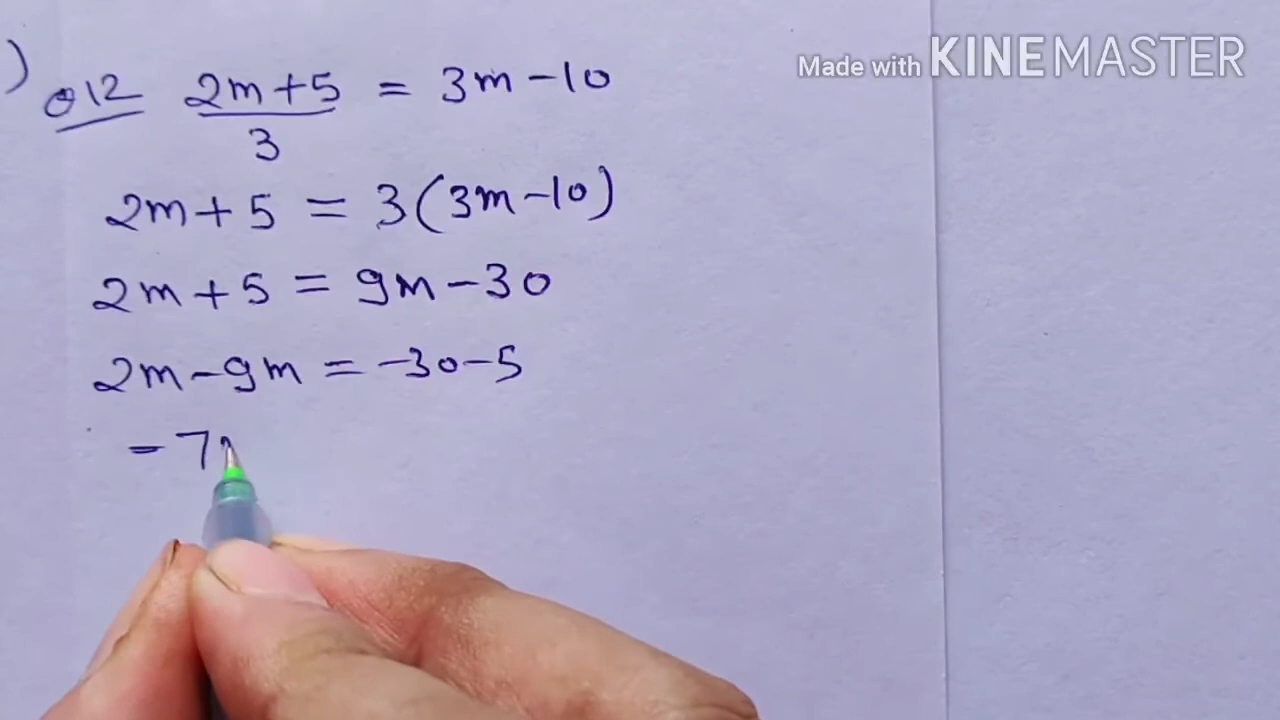 )
Q12 2m+5/3 = 3m-10
2m+5 = 3(3m-10)
2m+5 = 9m-30
2m-9m = -30-5
-7
Made with KINEMASTER